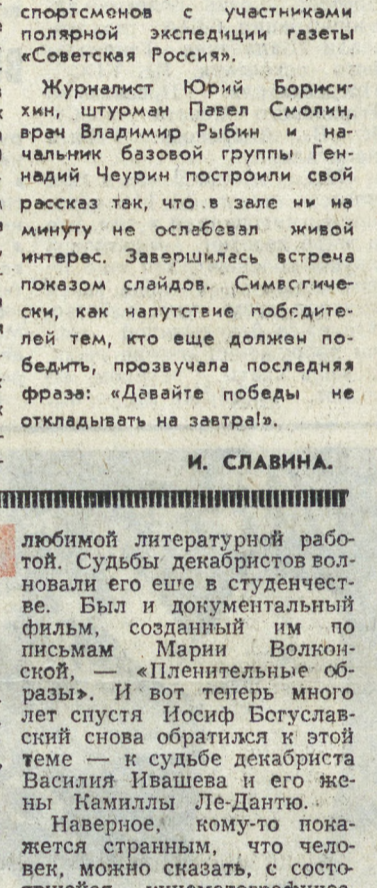 спортсменов с участниками
полярной экспедиции газеты
«Советская Россия».
Журналист Юрий Бориси-
хин, штурман Павел Смолин,
врач Владимир Рыбин и на-
чальник базовой группы Ген-
надий Чеурин построили свой
рассказ так, что в зале ни на
минуту не ослабевал живой
интерес. Завершилась встреча
показом слайдов. Символиче-
ски, как напутствие победите-
лей тем, кто еще должен по-
бедить, прозвучала последняя
фраза: «Давайте победы не
откладывать на завтра!».
И. СЛАВИНА.
любимой литературной рабо-
той. Судьбы декабристов вол-
новали его еше в студенчест-
ве. Был и документальный
фильм, созданный им по
письмам Марии Волкон-
ской, — «Пленительные об-
разы». И вот теперь много
лет спустя Иосиф Богуслав-
ский снова обратился к этой
теме — к судьбе декабриста
Василия Ивашева и его же-
ны Камиллы Ле-Дантю.
Наверное, кому-то пока-
жется странным, что чело-
век, можно сказать, с состо-